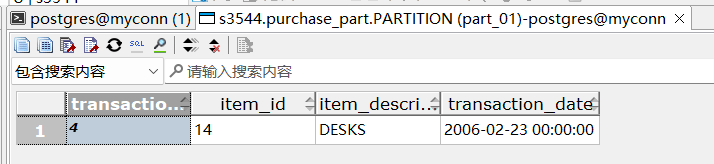 postgres@myconn (1)
s3544.purchase_part.PARTITION (part_01)-postgres@myconn
SQL
包含搜索内容
请输入搜索内容
transactio... item_id item_descri... transaction_date
1 4 14 DESKS 2006-02-23 00:00:00